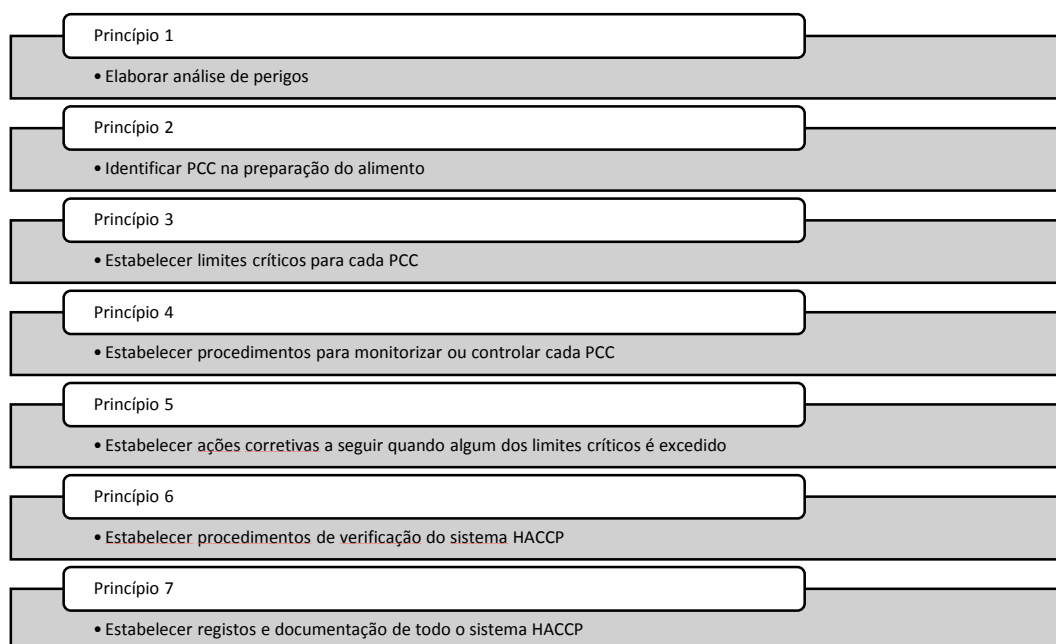 Princípio 1
• Elaborar análise de perigos
Princípio 2
• Identificar PCC na preparação do alimento
Princípio 3
• Estabelecer limites críticos para cada PCC
Princípio 4
• Estabelecer procedimentos para monitorizar ou controlar cada PCC
Princípio 5
• Estabelecer ações corretivas a seguir quando algum dos limites críticos é excedido
Princípio 6
• Estabelecer procedimentos de verificação do sistema HACCP
Princípio 7
• Estabelecer registos e documentação de todo o sistema HACCP